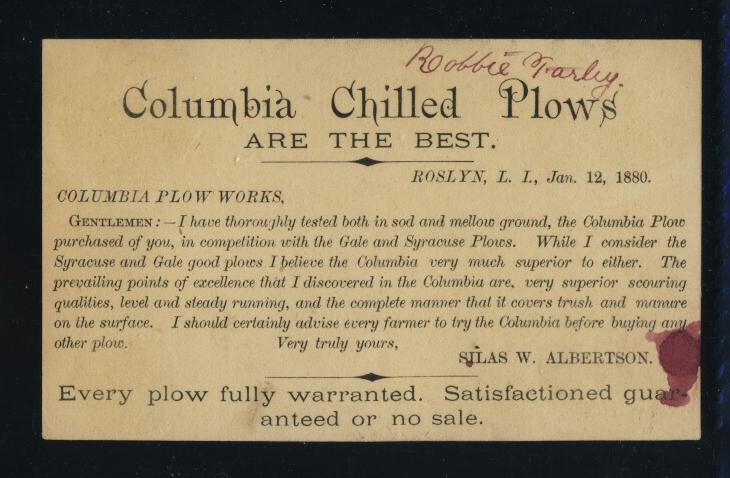 Robbie Farley.
Columbia Chilled Plows
ARE THE BEST.
ROSLYN, L. I., Jan. 12, 1880.
COLUMBIA PLOW WORKS,
GENTLEMEN:—I have thoroughly tested both in sod and mellow ground, the Columbia Plow
purchased of you, in competition with the Gale and Syracuse Plows. While I consider the
Syracuse and Gale good plows I believe the Columbia very much superior to either. The
prevailing points of excellence that I discovered in the Columbia are, very superior scouring
qualities, level and steady running, and the complete manner that it covers trush and manure
on the surface. I should certainly advise every farmer to try the Columbia before buying any
other plow. Very truly yours,
SILAS W. ALBERTSON.
Every plow fully warranted. Satisfactioned guar-
anteed or no sale.